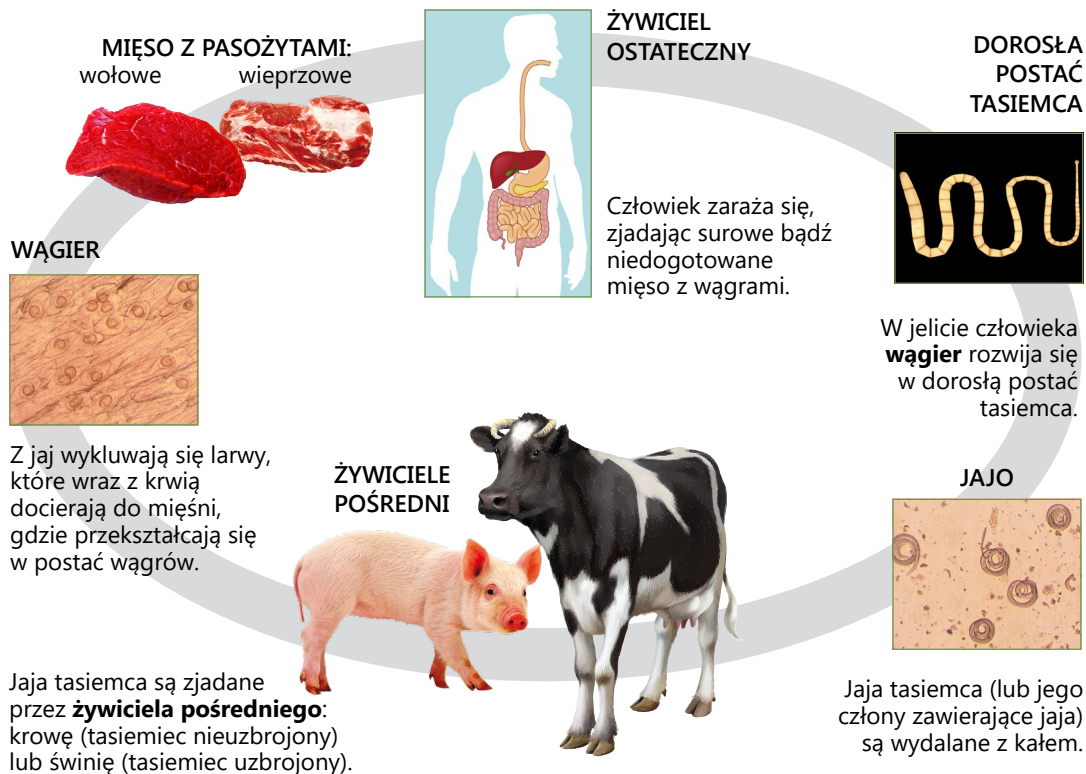 MIĘSO Z PASOŻYTAMI:
wołowe wieprzowe
ŻYWICIEL
OSTATECZNY
Człowiek zaraża się,
zjadając surowe bądź
niedogotowane
mięso z wągrami.
DOROSŁA
POSTAĆ
TASIEMCA
W jelicie człowieka
wągier rozwija się
w dorosłą postać
tasiemca.
JAJO
Jaja tasiemca (lub jego
człony zawierające jaja)
są wydalane z kałem.
ŻYWICIELE
POŚREDNI
Jaja tasiemca są zjadane
przez żywiciela pośredniego:
krowę (tasiemiec nieuzbrojony)
lub świnię (tasiemiec uzbrojony).
WĄGIER
Z jaj wykluwają się larwy,
które wraz z krwią
docierają do mięśni,
gdzie przekształcają się
w postać wągrów.